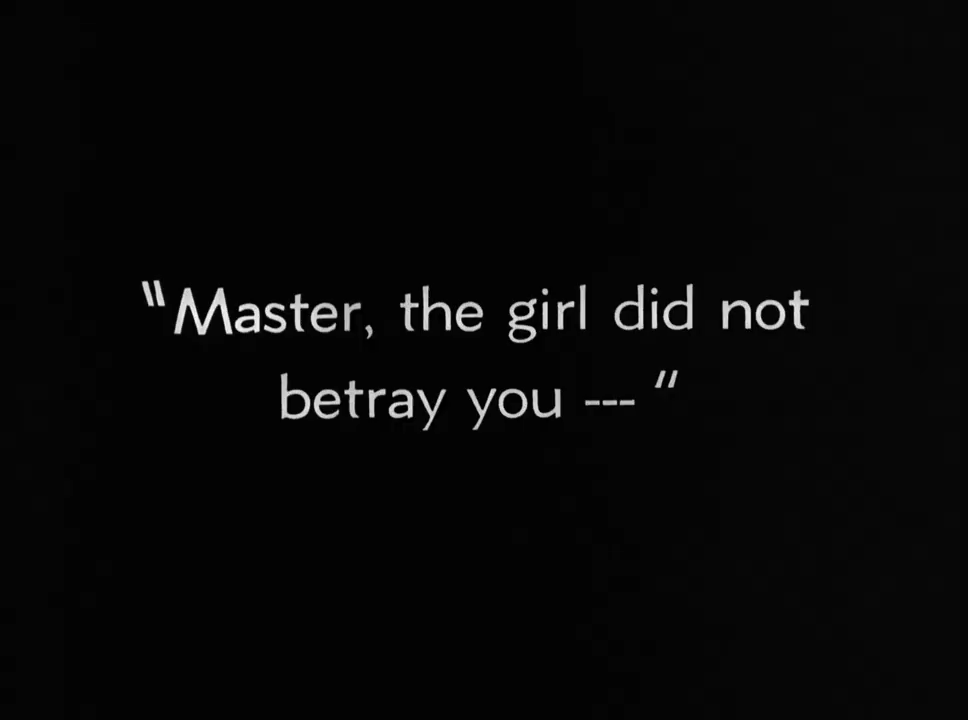 "Master, the girl did not
betray you --- "